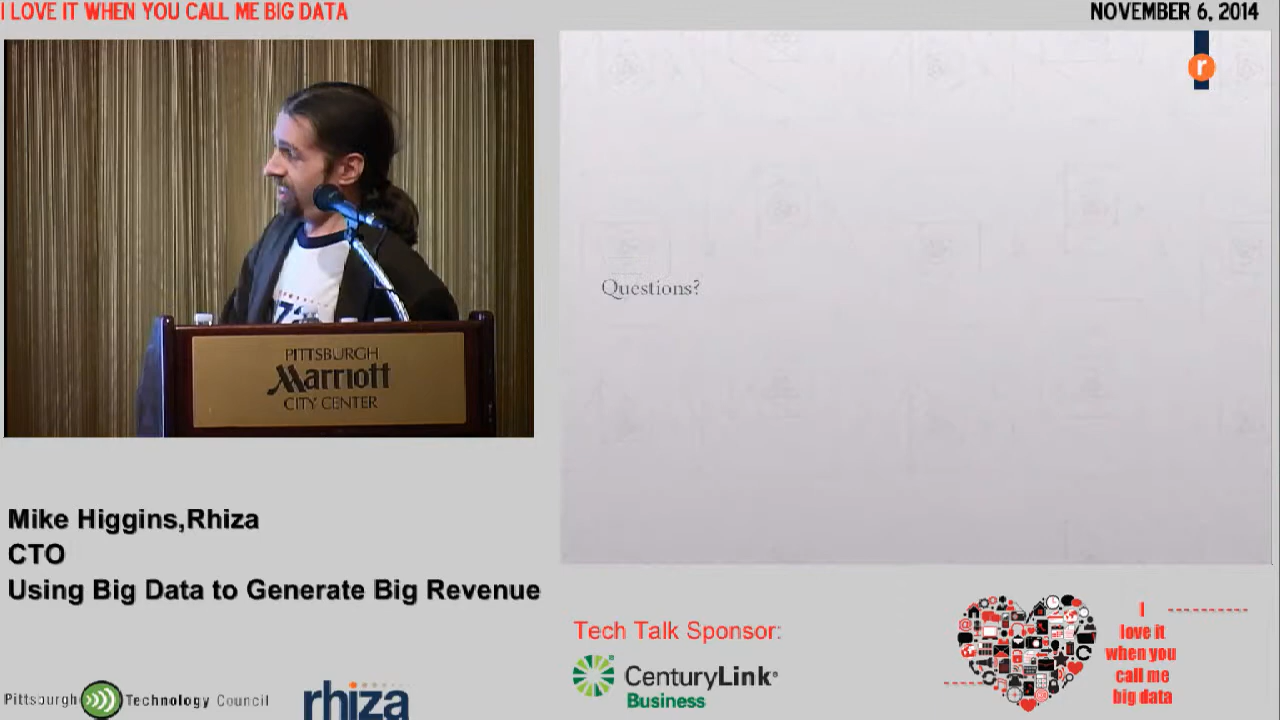 I LOVE IT WHEN YOU CALL ME BIG DATA
NOVEMBER 6, 2014
r
Questions?
PITTSBURGH
Marriott
CITY CENTER
Mike Higgins,Rhiza
CTO
Using Big Data to Generate Big Revenue
Tech Talk Sponsor:
CenturyLink®
Business
Pittsburgh Technology Council
rhiza
I
love it
when you
call me
big data